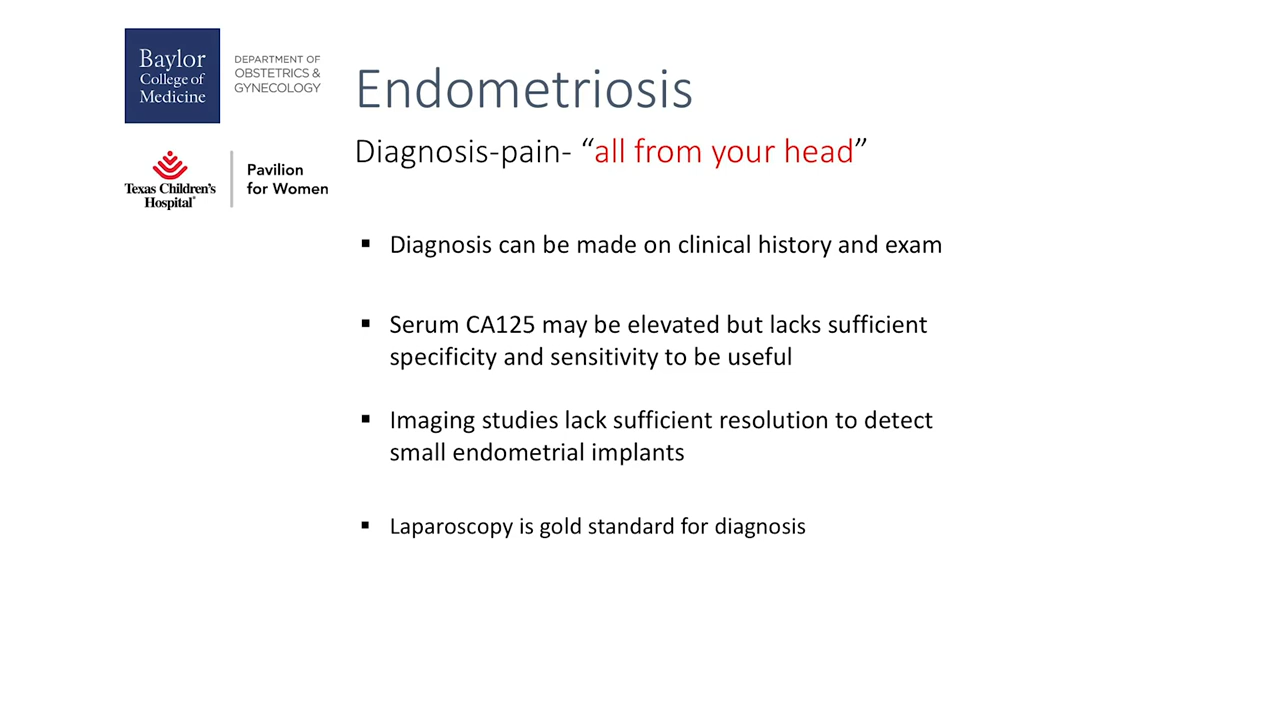 Baylor
College of
Medicine
DEPARTMENT OF
OBSTETRICS &
GYNECOLOGY
Texas Children's
Hospital®
Pavilion
for Women
Endometriosis
Diagnosis-pain- “all from your head”
▪ Diagnosis can be made on clinical history and exam
▪ Serum CA125 may be elevated but lacks sufficient
specificity and sensitivity to be useful
▪ Imaging studies lack sufficient resolution to detect
small endometrial implants
▪ Laparoscopy is gold standard for diagnosis